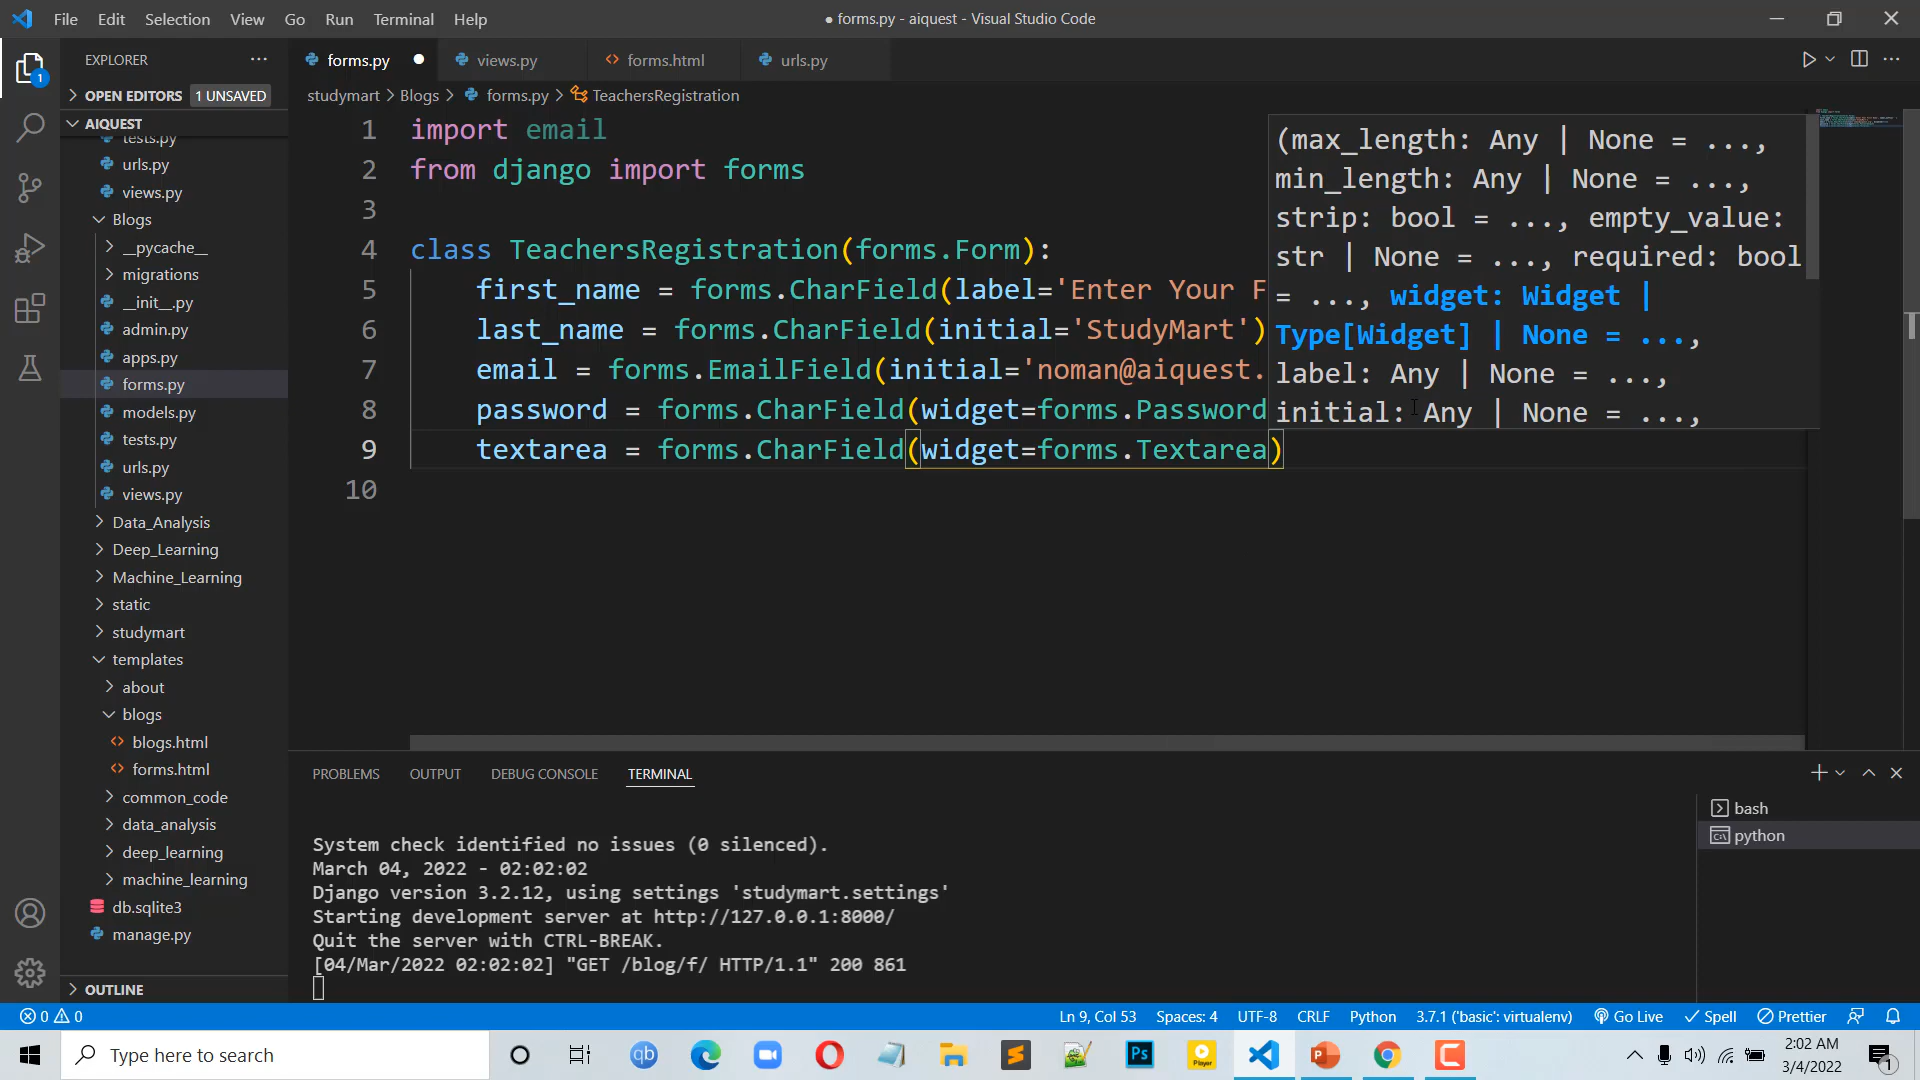 File Edit Selection View Go Run Terminal Help
● forms.py - aiquest - Visual Studio Code
EXPLORER
forms.py
views.py
forms.html
urls.py
OPEN EDITORS 1 UNSAVED
studymart > Blogs > forms.py > TeachersRegistration
1
AIQUEST
tests.py
urls.py
views.py
Blogs
__pycache__
migrations
__init__.py
admin.py
apps.py
forms.py
models.py
tests.py
urls.py
views.py
Data_Analysis
Deep_Learning
Machine_Learning
static
studymart
templates
about
blogs
blogs.html
forms.html
common_code
data_analysis
deep_learning
machine_learning
db.sqlite3
manage.py
OUTLINE
1 import email
2 from django import forms
3
4 class TeachersRegistration(forms.Form):
5 first_name = forms.CharField(label='Enter Your F
6 last_name = forms.CharField(initial='StudyMart')
7 email = forms.EmailField(initial='noman@aiquest.
8 password = forms.CharField(widget=forms.Password
9 textarea = forms.CharField(widget=forms.Textarea)
10
(max_length: Any | None = ...,
min_length: Any | None = ...,
strip: bool = ..., empty_value:
str | None = ..., required: bool
= ..., widget: Widget |
Type[Widget] | None = ...,
label: Any | None = ...,
initial: Any | None = ...,
PROBLEMS OUTPUT DEBUG CONSOLE TERMINAL
System check identified no issues (0 silenced).
March 04, 2022 - 02:02:02
Django version 3.2.12, using settings 'studymart.settings'
Starting development server at http://127.0.0.1:8000/
Quit the server with CTRL-BREAK.
[04/Mar/2022 02:02:02] "GET /blog/f/ HTTP/1.1" 200 861
bash
python
0 0
Ln 9, Col 53 Spaces: 4 UTF-8 CRLF Python 3.7.1 ('basic': virtualenv) Go Live Spell Prettier
Type here to search
qb
Ps
Player
P
C
2:02 AM
3/4/2022
1